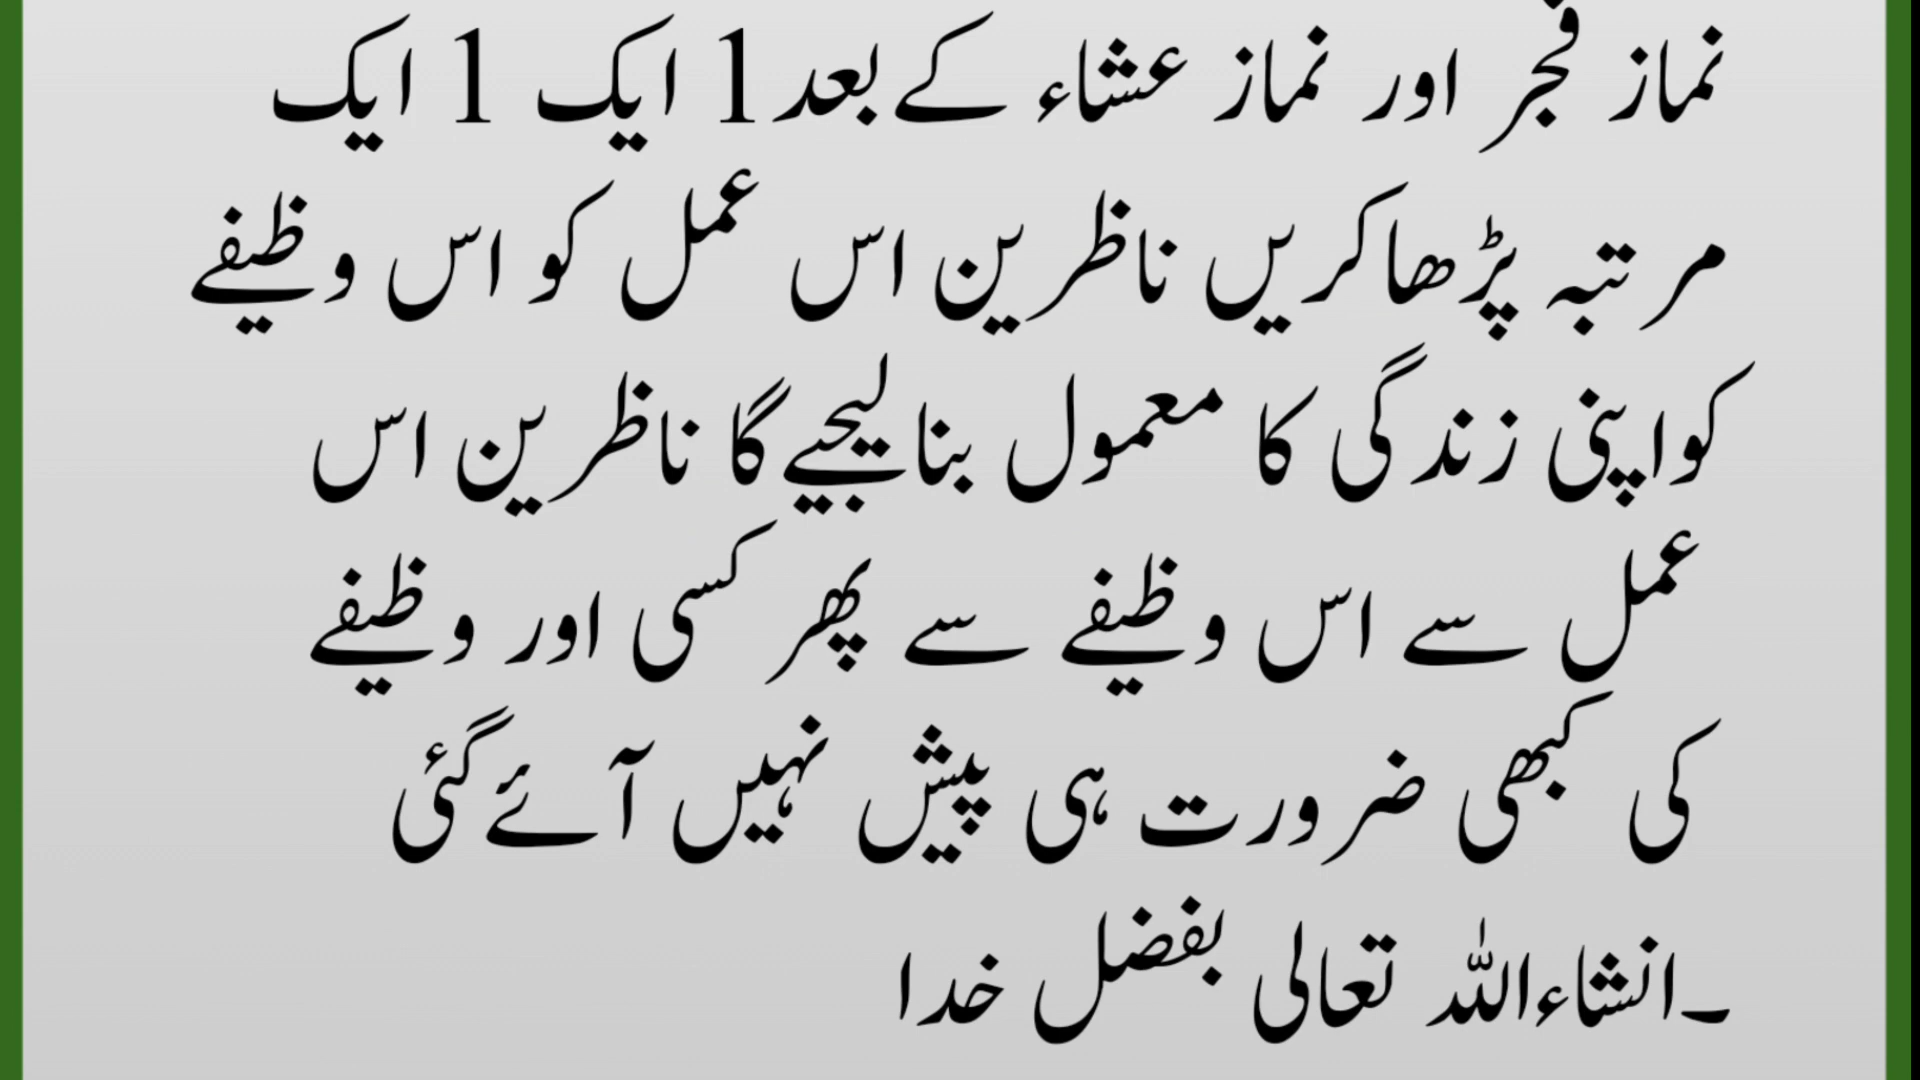 نماز فجر اور نماز عشاء کے بعد 1 ایک 1 ایک
مرتبہ پڑھا کریں ناظرین اس عمل کو اس وظیفے
کو اپنی زندگی کا معمول بنا لیجیے گا ناظرین اس
عمل سے اس وظیفے سے پھر کسی اور وظیفے
کی کبھی ضرورت ہی پیش نہیں آئے گئی
۔انشاءاللہ تعالی بفضل خدا